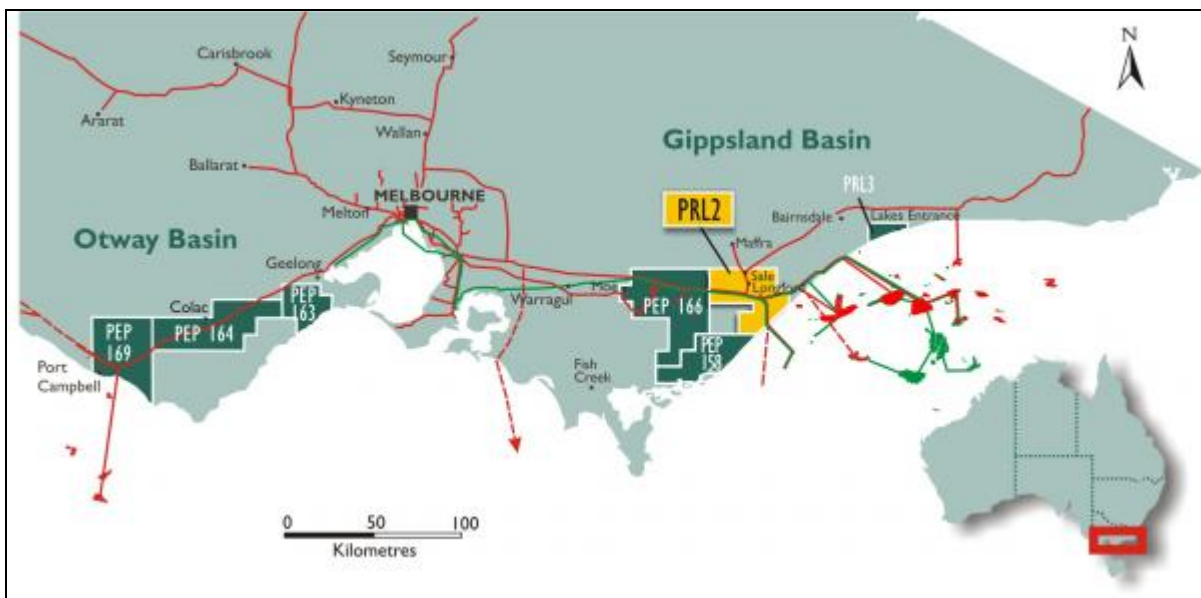 Carisbrook
Seymour
N
Kyneton
Ararat
Wallan
Gippsland Basin
Ballarat
PRL3
MELBOURNE
PRL2
Melton
Bairnsdale
Lakes Entrance
Otway Basin
Maffra
Geelong
Sale
Longford
Colac
PEP
163
Moe
Warragul
PEP 166
PEP
169
PEP 164
PEP
158
Port
Campbell
Fish
Creek
0 50 100
Kilometres